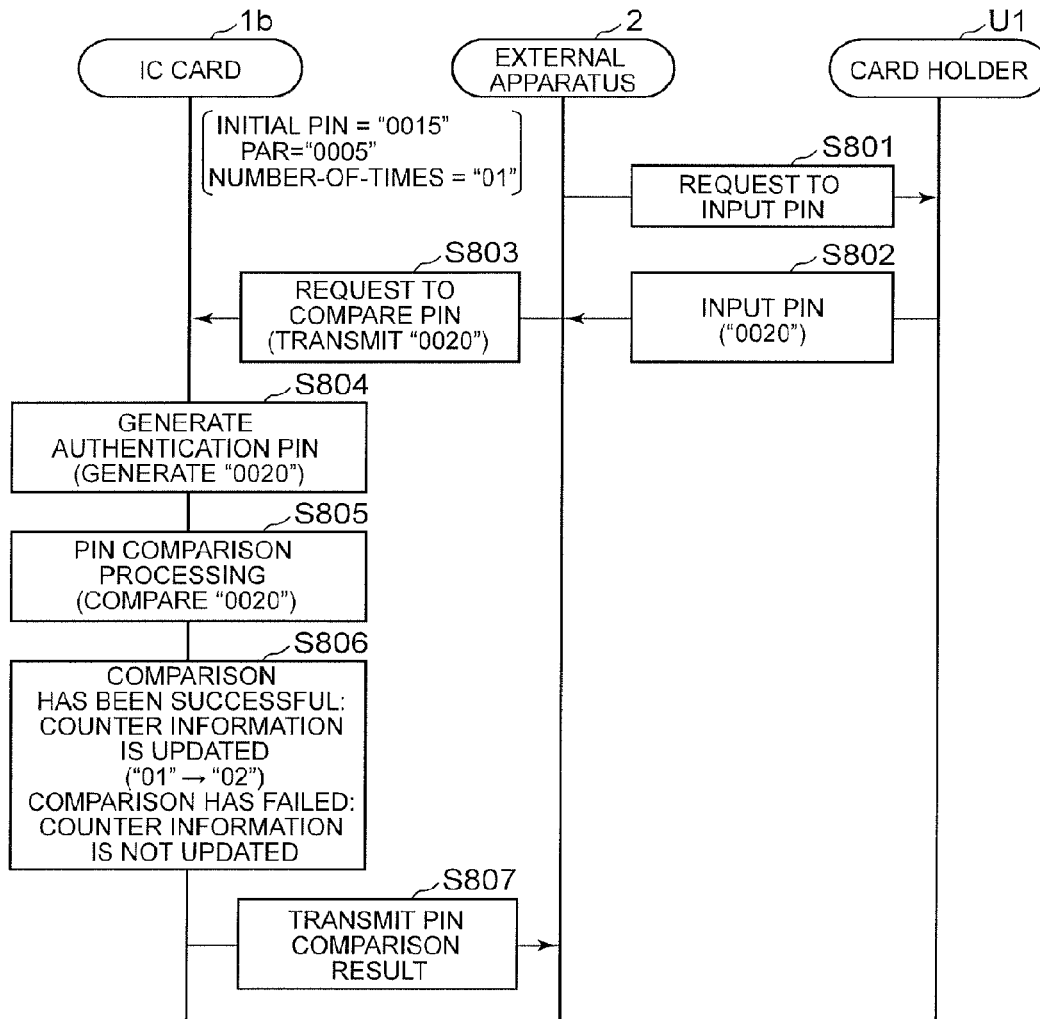 1b
IC CARD
2
EXTERNAL
APPARATUS
U1
CARD HOLDER
INITIAL PIN = “0015”
PAR=“0005”
NUMBER-OF-TIMES = “01”
S801
REQUEST TO
INPUT PIN
S802
INPUT PIN
(“0020”)
S803
REQUEST TO
COMPARE PIN
(TRANSMIT “0020”)
S804
GENERATE
AUTHENTICATION PIN
(GENERATE “0020”)
S805
PIN COMPARISON
PROCESSING
(COMPARE “0020”)
S806
COMPARISON
HAS BEEN SUCCESSFUL:
COUNTER INFORMATION
IS UPDATED
(“01” → “02”)
COMPARISON HAS FAILED:
COUNTER INFORMATION
IS NOT UPDATED
S807
TRANSMIT PIN
COMPARISON
RESULT